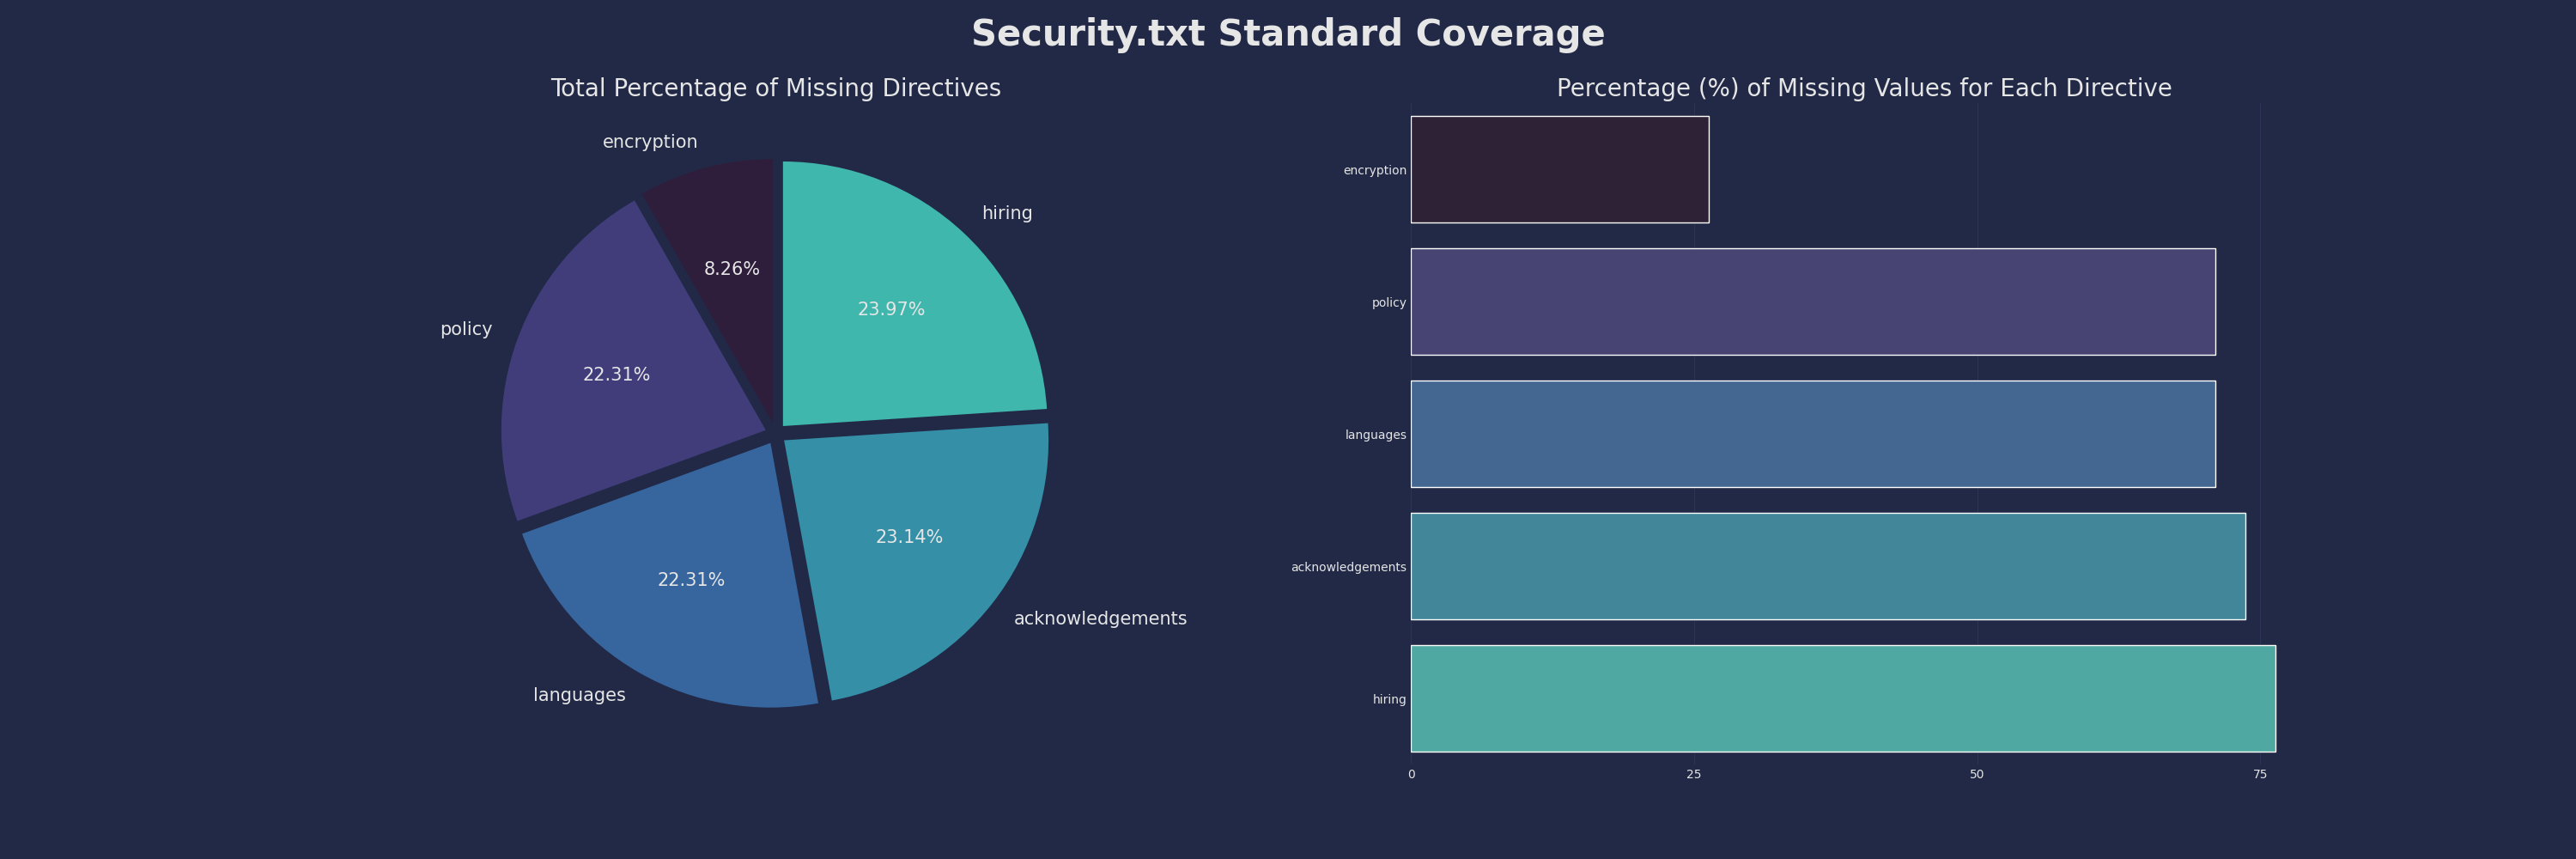 Security.txt Standard Coverage
Total Percentage of Missing Directives
encryption
hiring
8.26%
23.97%
policy
22.31%
23.14%
22.31%
acknowledgements
languages
Percentage (%) of Missing Values for Each Directive
encryption
policy
languages
acknowledgements
hiring
0 25 50 75